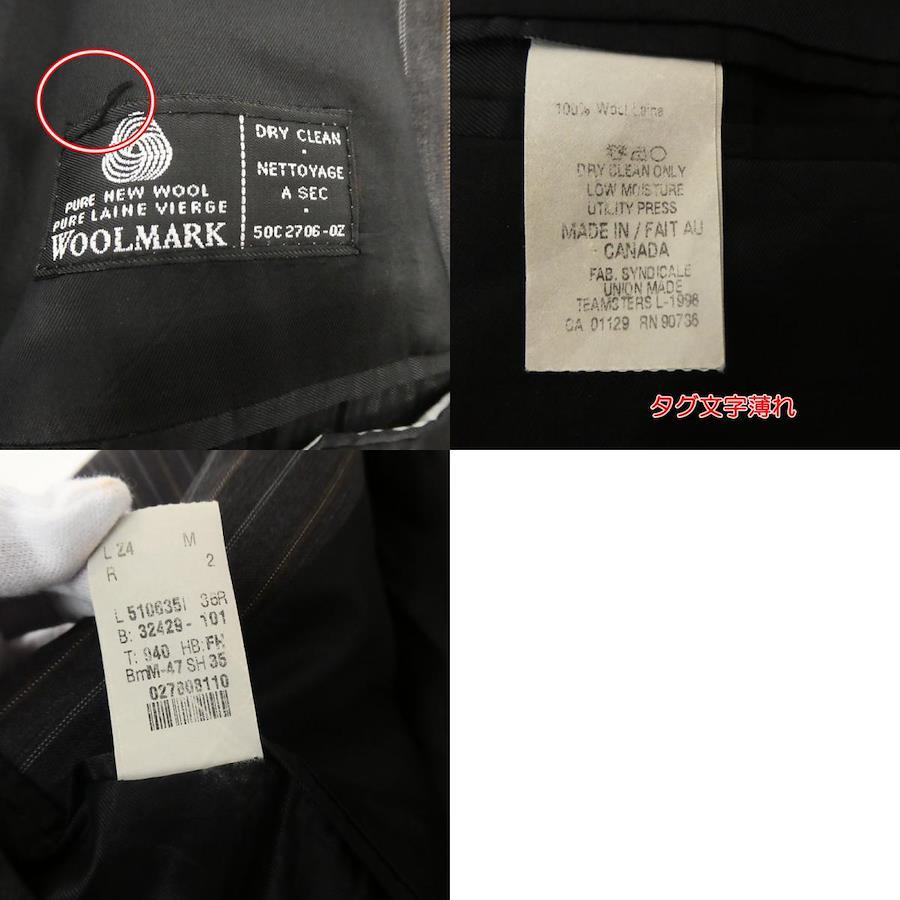 PURE NEW WOOL
PURE LAINE VIERGE
WOOLMARK
DRY CLEAN
•
NETTOYAGE
A SEC
•
50C2706-0Z
100% Wool Laine
DRY CLEAN ONLY
LOW MOISTURE
UTILITY PRESS
MADE IN / FAIT AU
CANADA
FAB. SYNDICALE
UNION MADE
TEAMSTERS L-1998
CA 01129 RN 90736
タグ文字薄れ
L 24 M
R 2
L 510635I 36R
B: 32429- 101
T: 940 HB: FH
BmM-47 SH 35
027808110